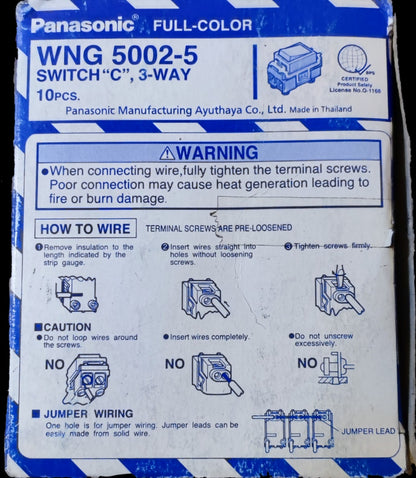 Panasonic FULL-COLOR
WNG 5002-5
SWITCH "C", 3-WAY
10PCS.
BPS
CERTIFIED
Product Safety
License No.Q-1166
Panasonic Manufacturing Ayuthaya Co., Ltd. Made in Thailand
⚠WARNING
●When connecting wire,fully tighten the terminal screws.
Poor connection may cause heat generation leading to
fire or burn damage.
HOW TO WIRE TERMINAL SCREWS ARE PRE-LOOSENED
❶Remove insulation to the
length indicated by the
strip gauge.
❷Insert wires straight into
holes without loosening
screws.
❸Tighten screws firmly.
■CAUTION
●Do not loop wires around
the screws.
●Insert wires completely.
●Do not unscrew
excessively.
NO
NO
NO
■JUMPER WIRING
One hole is for jumper wiring. Jumper leads can be
easily made from solid wire.
JUMPER LEAD